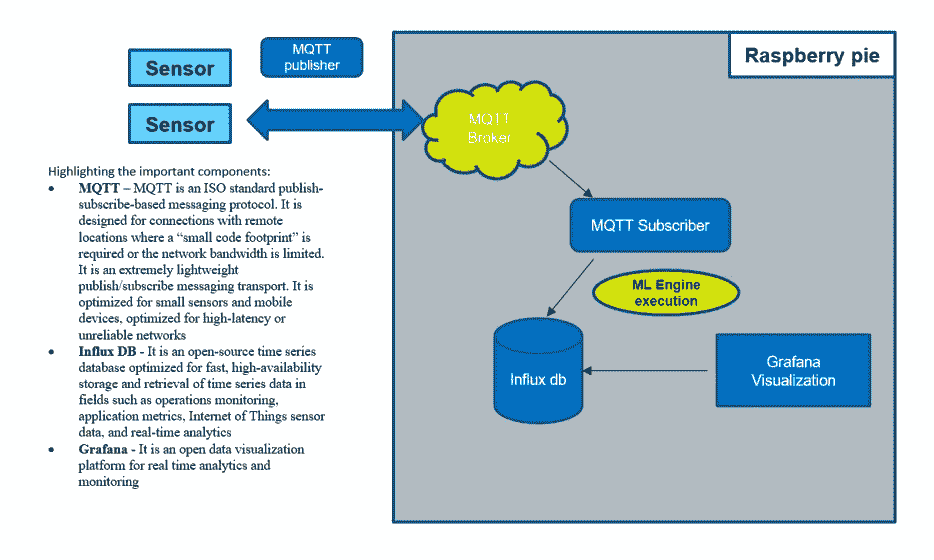 MQTT
publisher
Raspberry pie
Sensor
Sensor
MQTT
Broker
Highlighting the important components:
• MQTT – MQTT is an ISO standard publish-
subscribe-based messaging protocol. It is
designed for connections with remote
locations where a “small code footprint” is
required or the network bandwidth is limited.
It is an extremely lightweight
publish/subscribe messaging transport. It is
optimized for small sensors and mobile
devices, optimized for high-latency or
unreliable networks
• Influx DB - It is an open-source time series
database optimized for fast, high-availability
storage and retrieval of time series data in
fields such as operations monitoring,
application metrics, Internet of Things sensor
data, and real-time analytics
• Grafana - It is an open data visualization
platform for real time analytics and
monitoring
MQTT Subscriber
ML Engine
execution
Influx db
Grafana
Visualization